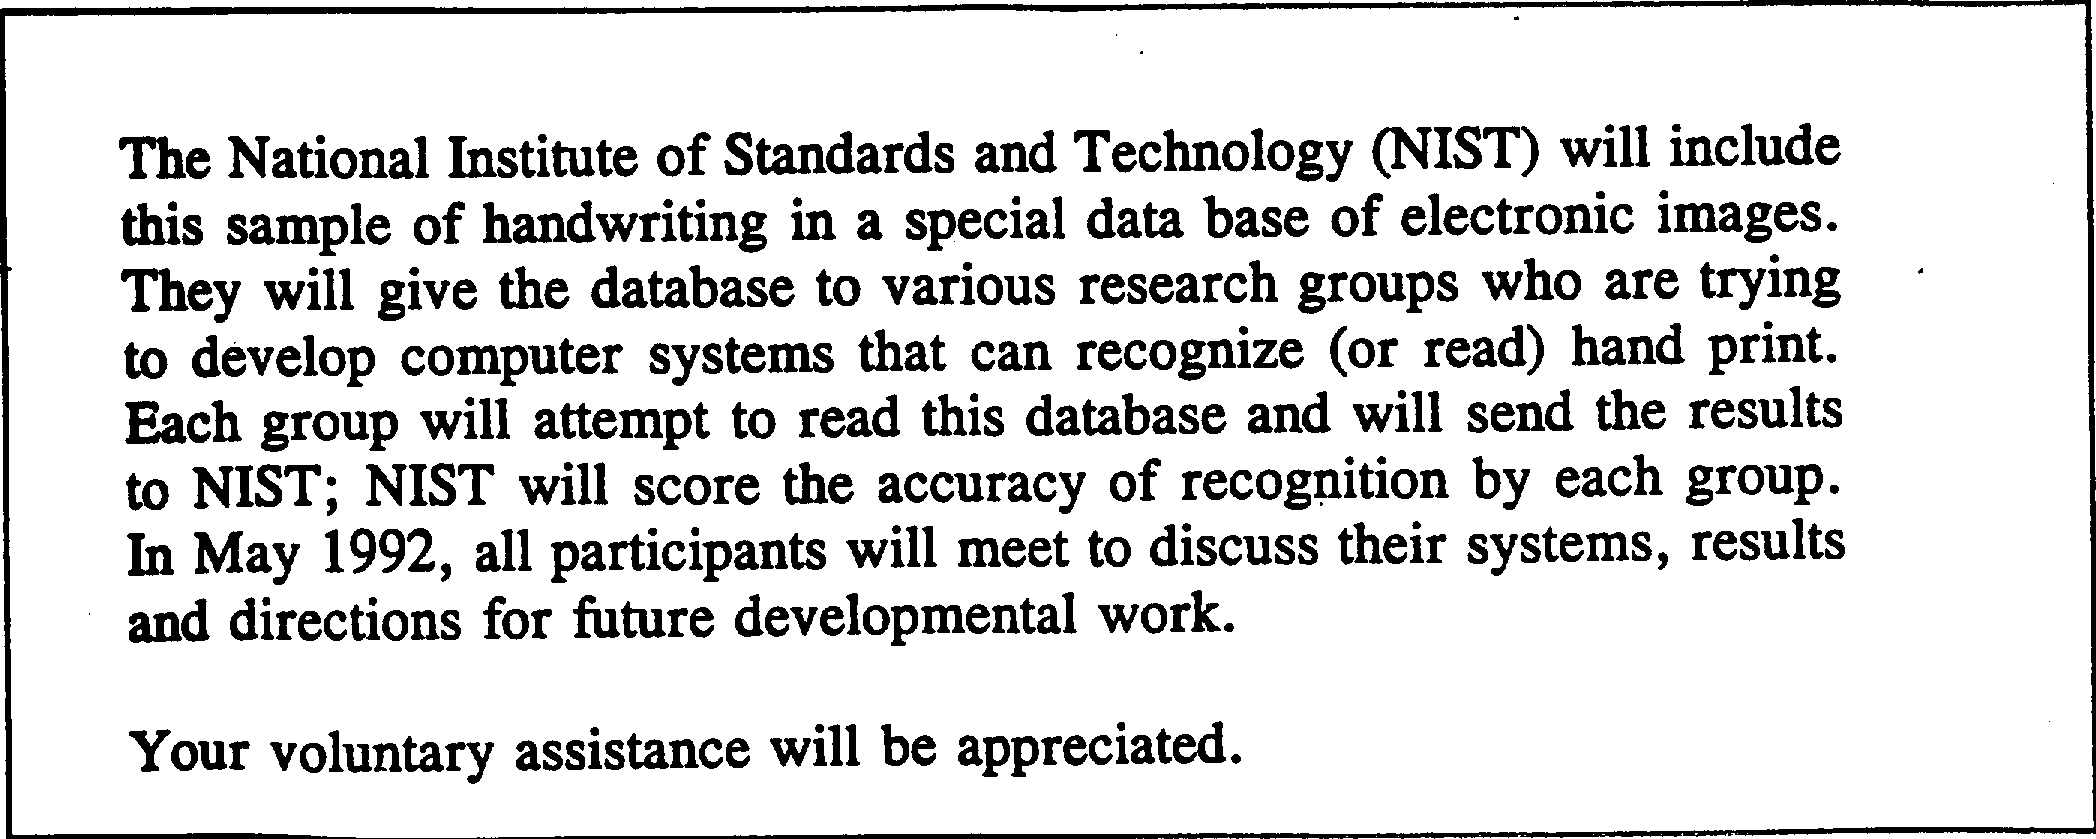 The National Institute of Standards and Technology (NIST) will include
this sample of handwriting in a special data base of electronic images.
They will give the database to various research groups who are trying
to develop computer systems that can recognize (or read) hand print.
Each group will attempt to read this database and will send the results
to NIST; NIST will score the accuracy of recognition by each group.
In May 1992, all participants will meet to discuss their systems, results
and directions for future developmental work.
Your voluntary assistance will be appreciated.